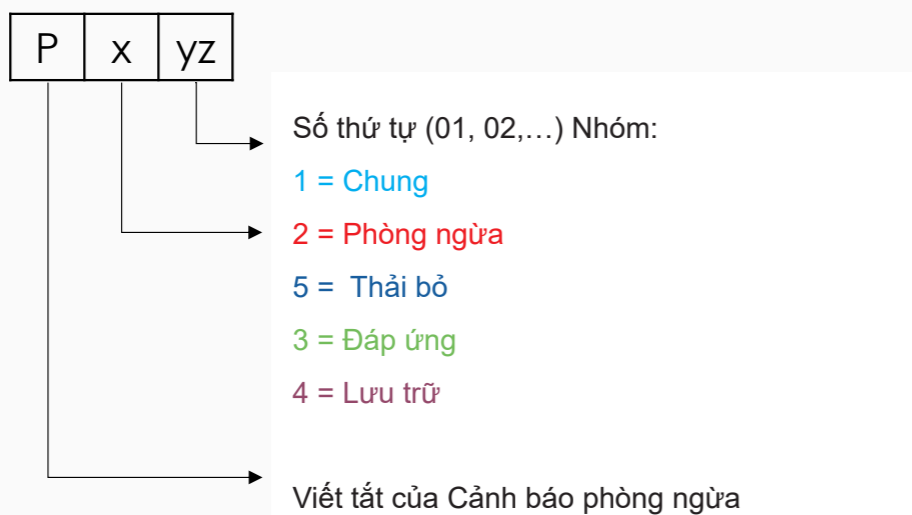 P x yz
Số thứ tự (01, 02,…) Nhóm:
1 = Chung
2 = Phòng ngừa
5 = Thải bỏ
3 = Đáp ứng
4 = Lưu trữ
Viết tắt của Cảnh báo phòng ngừa